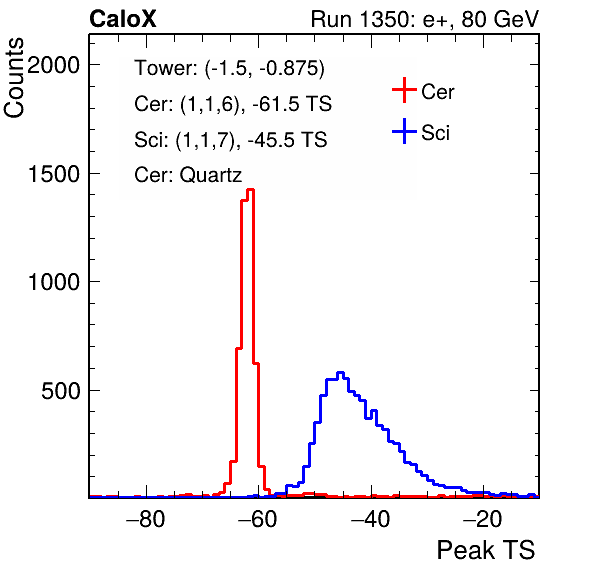 CaloX Run 1350: e+, 80 GeV
Counts
2000
1500
1000
500
Tower: (-1.5, -0.875)
Cer: (1,1,6), -61.5 TS
Sci: (1,1,7), -45.5 TS
Cer: Quartz
Cer
Sci
−80 −60 −40 −20
Peak TS